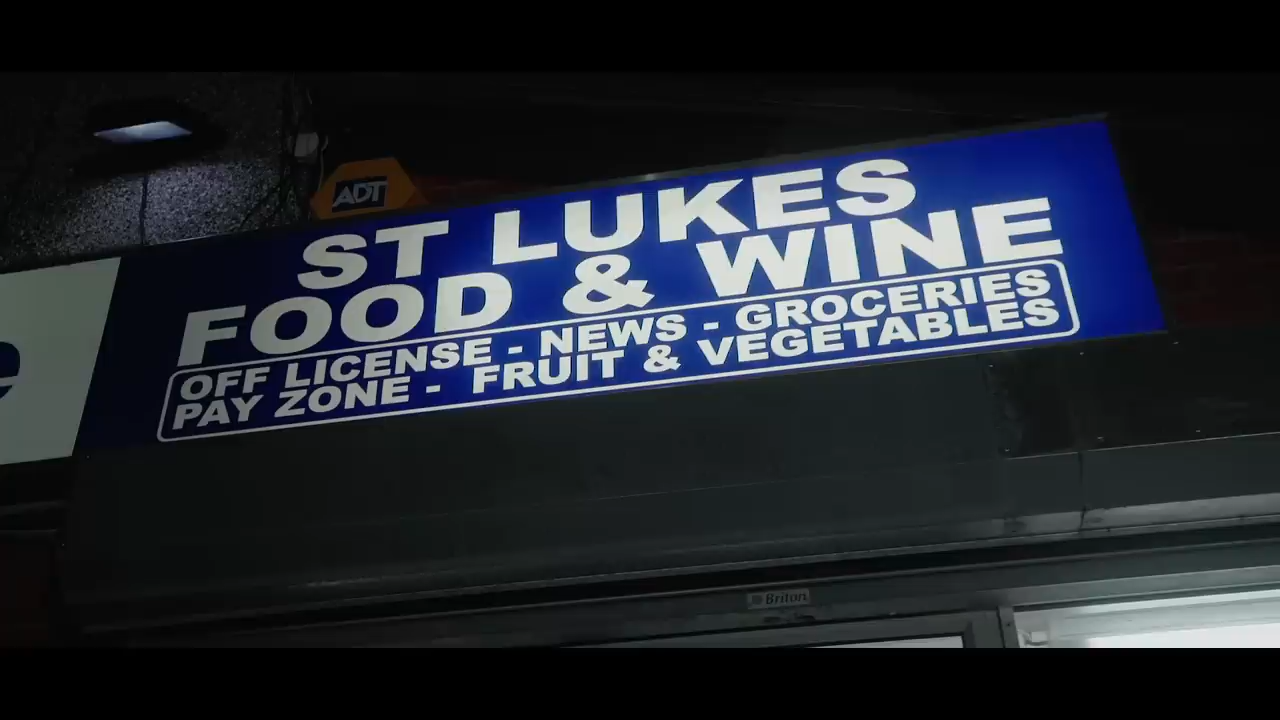 ADT
ST LUKES
FOOD & WINE
OFF LICENSE - NEWS - GROCERIES
PAY ZONE - FRUIT & VEGETABLES
e
Briton